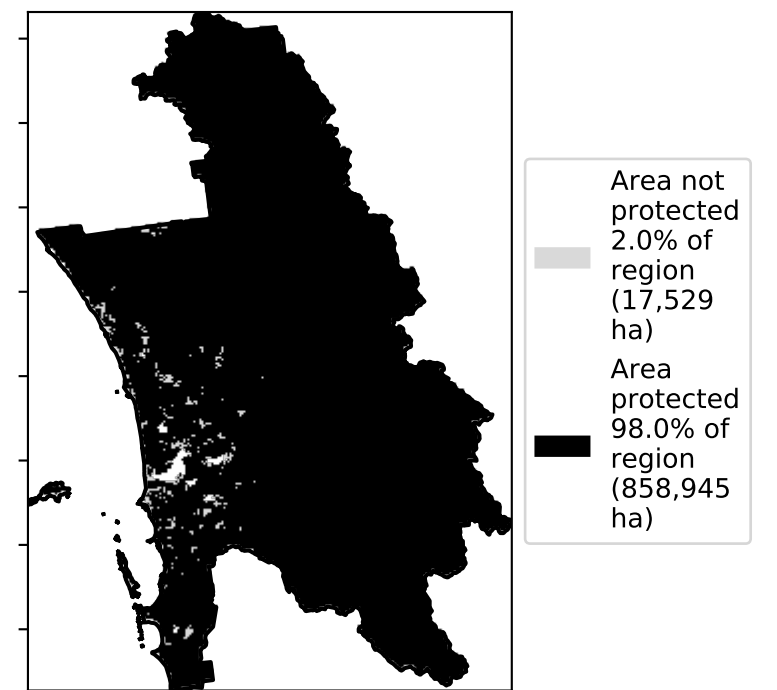 Area not
protected
2.0% of
region
(17,529
ha)
Area
protected
98.0% of
region
(858,945
ha)